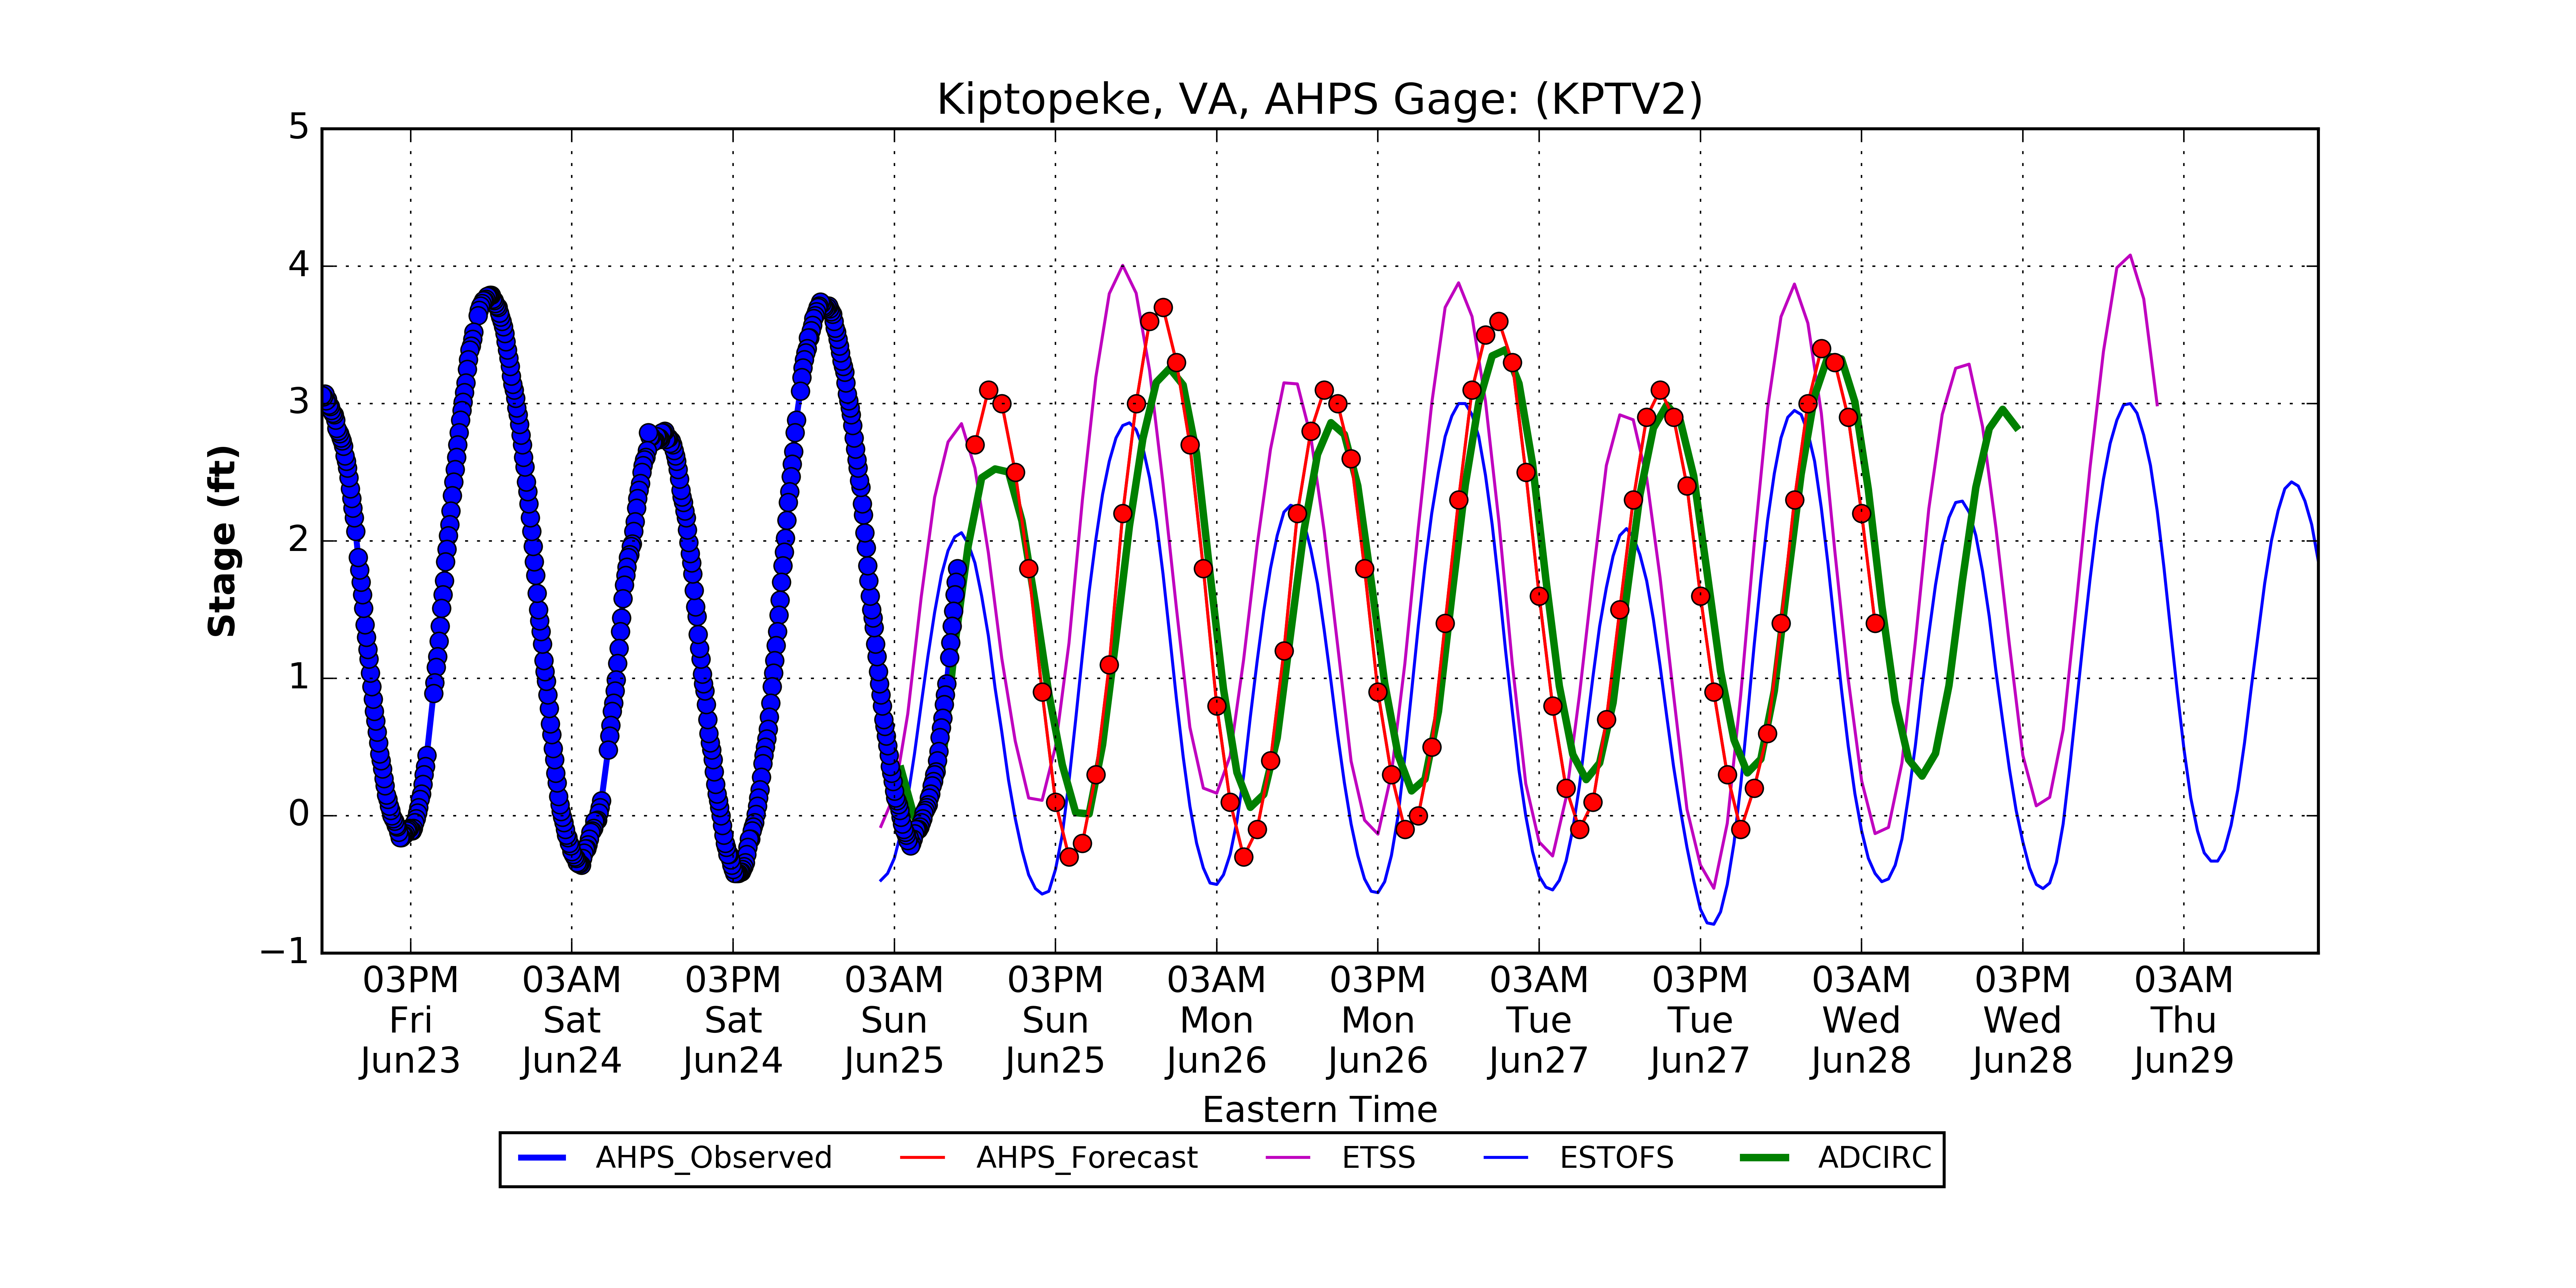 Kiptopeke, VA, AHPS Gage: (KPTV2)
5
4
3
2
1
0
−1
Stage (ft)
03PM 03AM 03PM 03AM 03PM 03AM 03PM 03AM 03PM 03AM 03PM 03AM
Fri Sat Sat Sun Sun Mon Mon Tue Tue Wed Wed Thu
Jun23 Jun24 Jun24 Jun25 Jun25 Jun26 Jun26 Jun27 Jun27 Jun28 Jun28 Jun29
Eastern Time
AHPS_Observed AHPS_Forecast ETSS ESTOFS ADCIRC